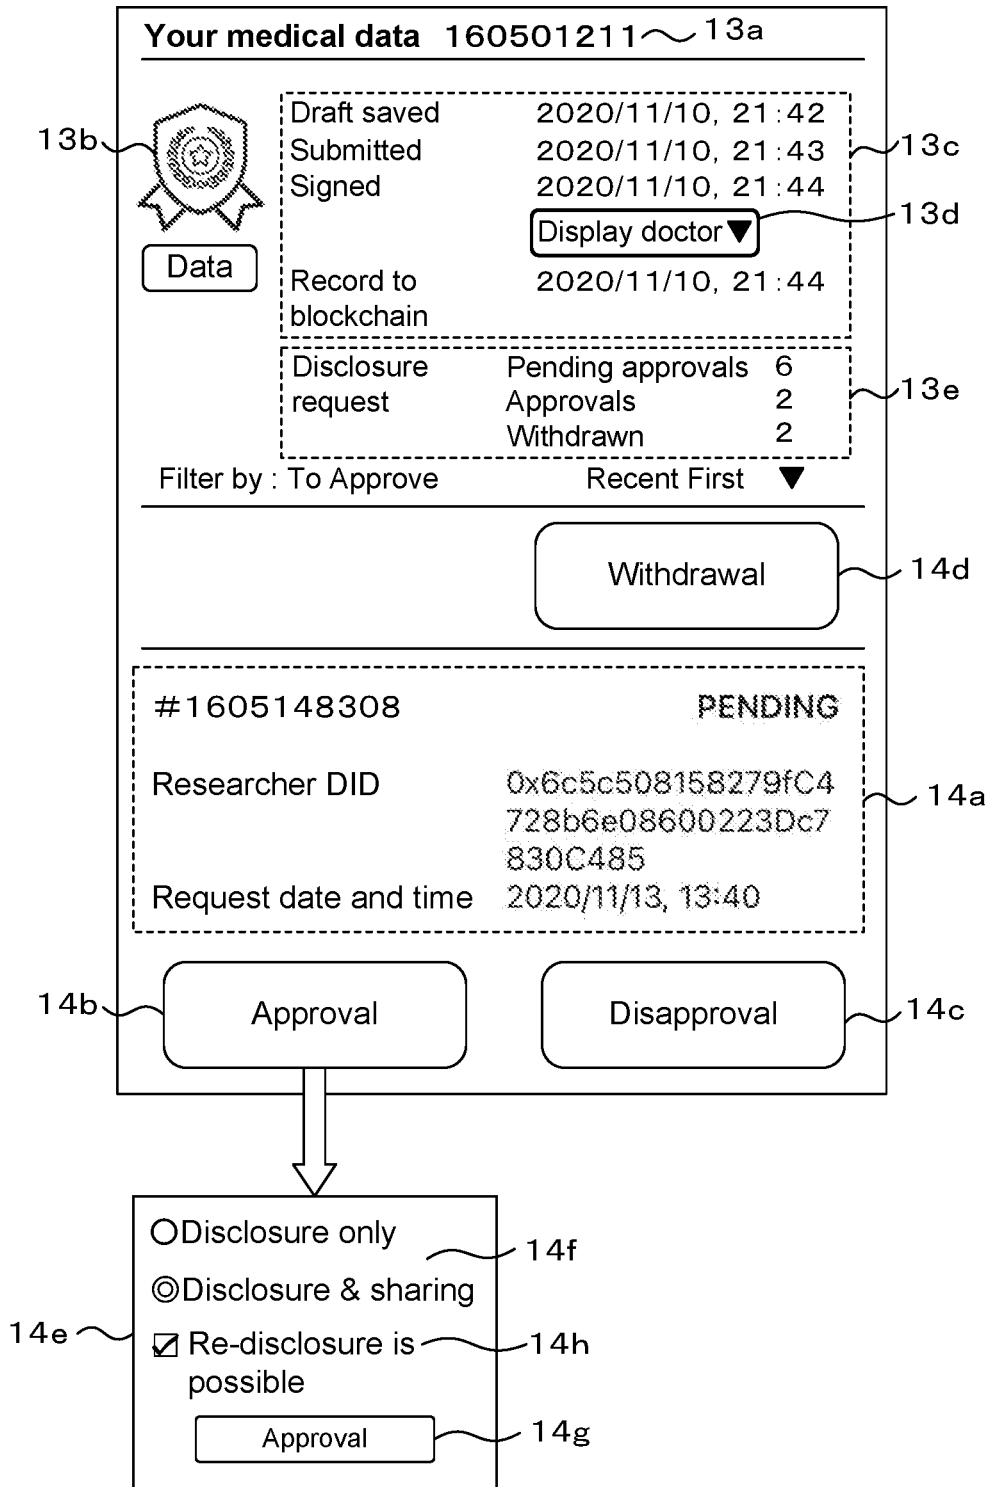 Your medical data 160501211 13a
13b
Draft saved 2020/11/10, 21:42
Submitted 2020/11/10, 21:43
13c
Signed 2020/11/10, 21:44
Display doctor▼
13d
Data
Record to 2020/11/10, 21:44
blockchain
Disclosure Pending approvals 6
request Approvals 2
13e
Withdrawn 2
Filter by : To Approve Recent First ▼
Withdrawal
14d
#1605148308 PENDING
Researcher DID 0x6c5c508158279fC4
14a
728b6e08600223Dc7
830C485
Request date and time 2020/11/13, 13:40
14b
Approval
Disapproval
14c
Disclosure only
14f
Disclosure & sharing
14e
Re-disclosure is
14h
possible
Approval
14g